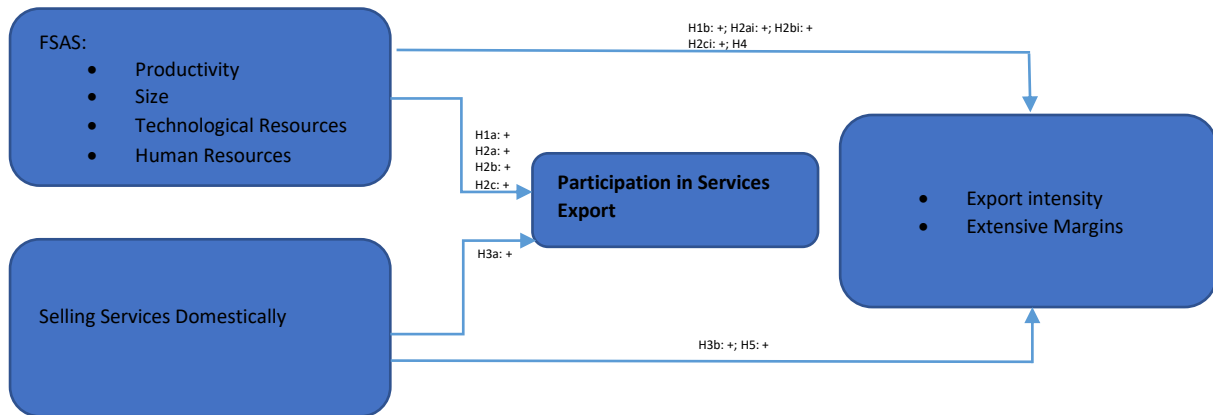 FSAS:
• Productivity
• Size
• Technological Resources
• Human Resources
H1b: +; H2ai: +; H2bi: +
H2ci: +; H4
H1a: +
H2a: +
H2b: +
H2c: +
Participation in Services
Export
• Export intensity
• Extensive Margins
H3a: +
Selling Services Domestically
H3b: +; H5: +